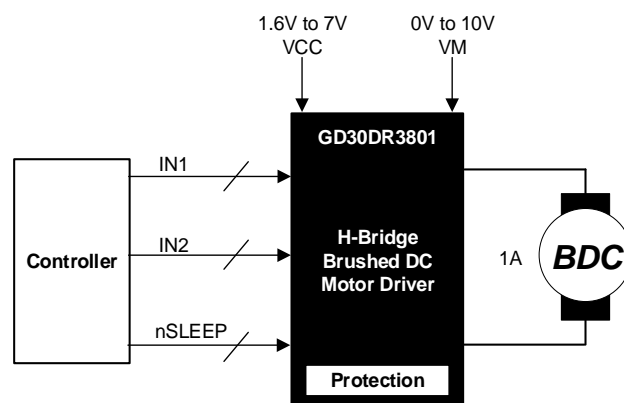 1.6V to 7V
VCC
0V to 10V
VM
GD30DR3801
IN1
IN2
nSLEEP
Controller
H-Bridge
Brushed DC
Motor Driver
Protection
1A
BDC